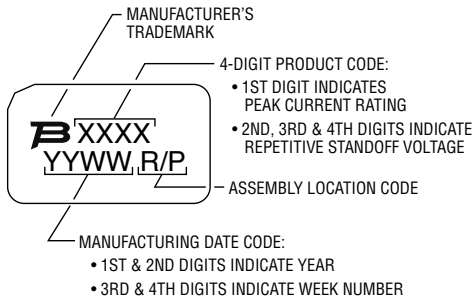 MANUFACTURER'S
TRADEMARK
4-DIGIT PRODUCT CODE:
• 1ST DIGIT INDICATES
PEAK CURRENT RATING
• 2ND, 3RD & 4TH DIGITS INDICATE
REPETITIVE STANDOFF VOLTAGE
B XXXX
YYWW R/P
ASSEMBLY LOCATION CODE
MANUFACTURING DATE CODE:
• 1ST & 2ND DIGITS INDICATE YEAR
• 3RD & 4TH DIGITS INDICATE WEEK NUMBER